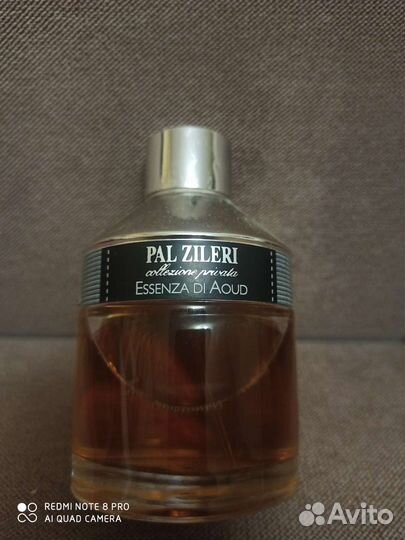 PAL ZILERI
collezione privata
ESSENZA DI AOUD
REDMI NOTE 8 PRO
AI QUAD CAMERA
Avito